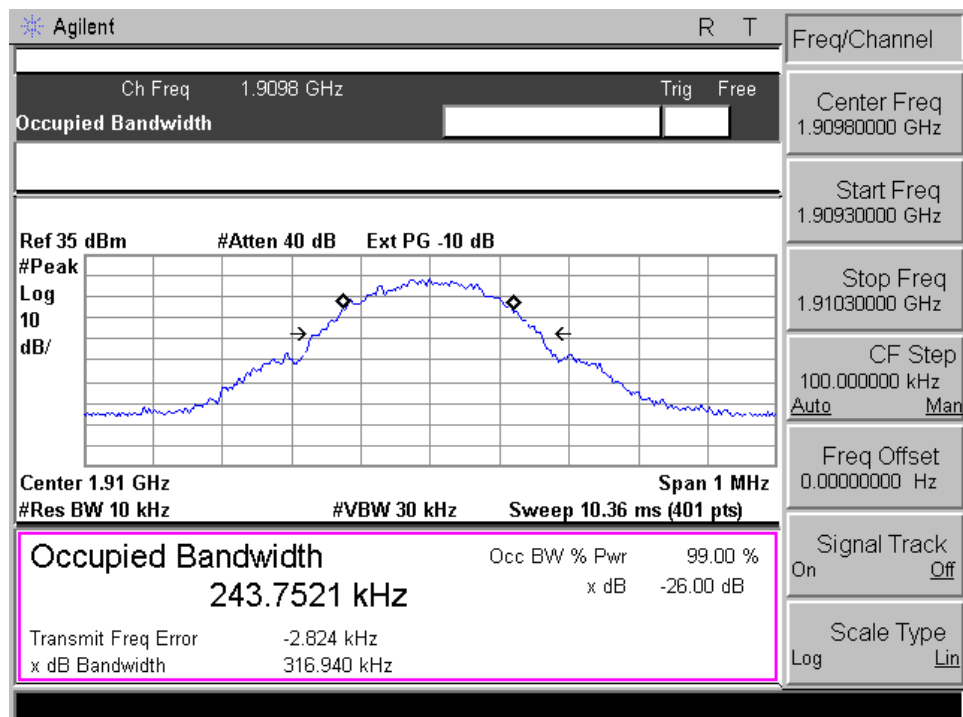 Agilent R T
Ch Freq 1.9098 GHz Trig Free
Occupied Bandwidth
Ref 35 dBm #Atten 40 dB Ext PG -10 dB
#Peak
Log
10
dB/
Center 1.91 GHz Span 1 MHz
#Res BW 10 kHz #VBW 30 kHz Sweep 10.36 ms (401 pts)
Occupied Bandwidth
243.7521 kHz
Occ BW % Pwr 99.00 %
x dB -26.00 dB
Transmit Freq Error -2.824 kHz
x dB Bandwidth 316.940 kHz
Freq/Channel
Center Freq
1.90980000 GHz
Start Freq
1.90930000 GHz
Stop Freq
1.91030000 GHz
CF Step
100.000000 kHz
Auto Man
Freq Offset
0.00000000 Hz
Signal Track
On Off
Scale Type
Log Lin